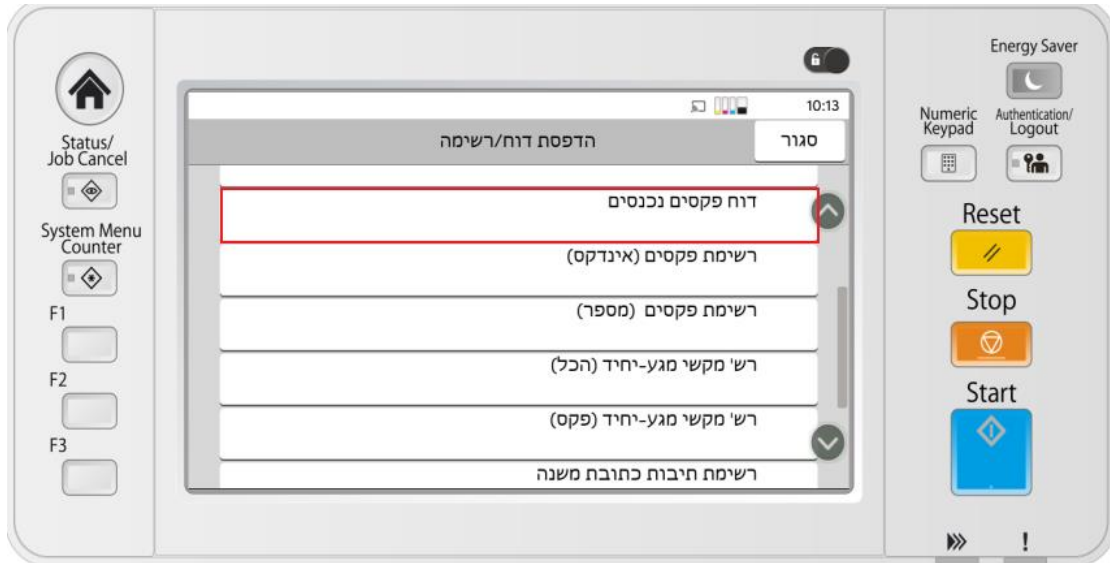 Status/
Job Cancel
System Menu
Counter
F1
F2
F3
10:13
הדפסת דוח/רשימה
סגור
דוח פקסים נכנסים
רשימת פקסים (אינדקס)
רשימת פקסים (מספר)
רש' מקשי מגע-יחיד (הכל)
רש' מקשי מגע-יחיד (פקס)
רשימת תיבות כתובת משנה
Energy Saver
Numeric
Keypad
Authentication/
Logout
Reset
Stop
Start
!